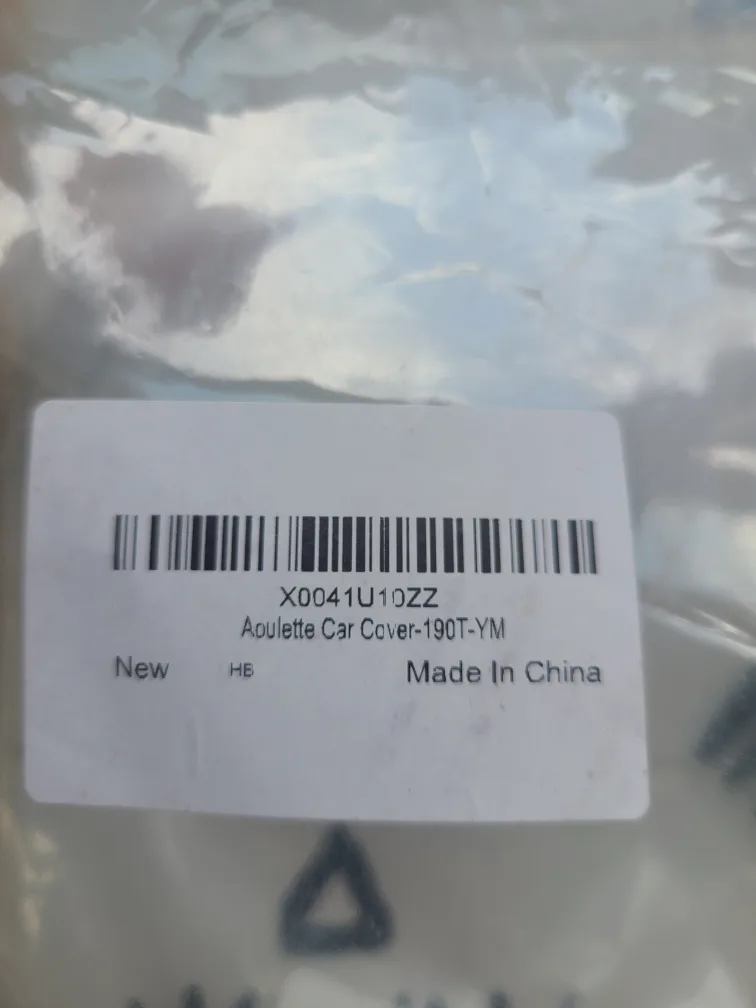 X0041U10ZZ
Aoulette Car Cover-190T-YM
New HB Made In China